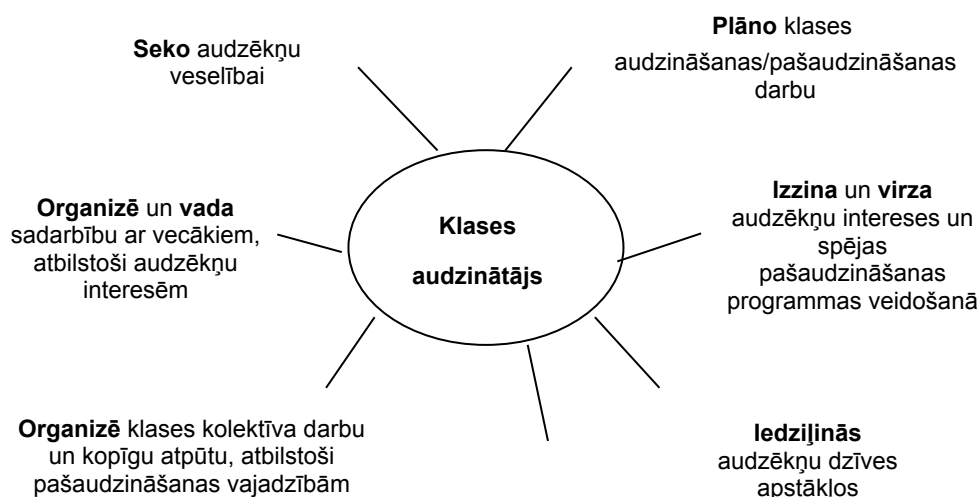 Seko audzēkņu
veselībai
Plāno klases
audzināšanas/pašaudzināšanas
darbu
Organizē un vada
sadarbību ar vecākiem,
atbilstoši audzēkņu
interesēm
Klases
audzinātājs
Izzina un virza
audzēkņu intereses un
spējas
pašaudzināšanas
programmas veidošanā
Organizē klases kolektīva darbu
un kopīgu atpūtu, atbilstoši
pašaudzināšanas vajadzībām
Iedziļinās
audzēkņu dzīves
apstākļos